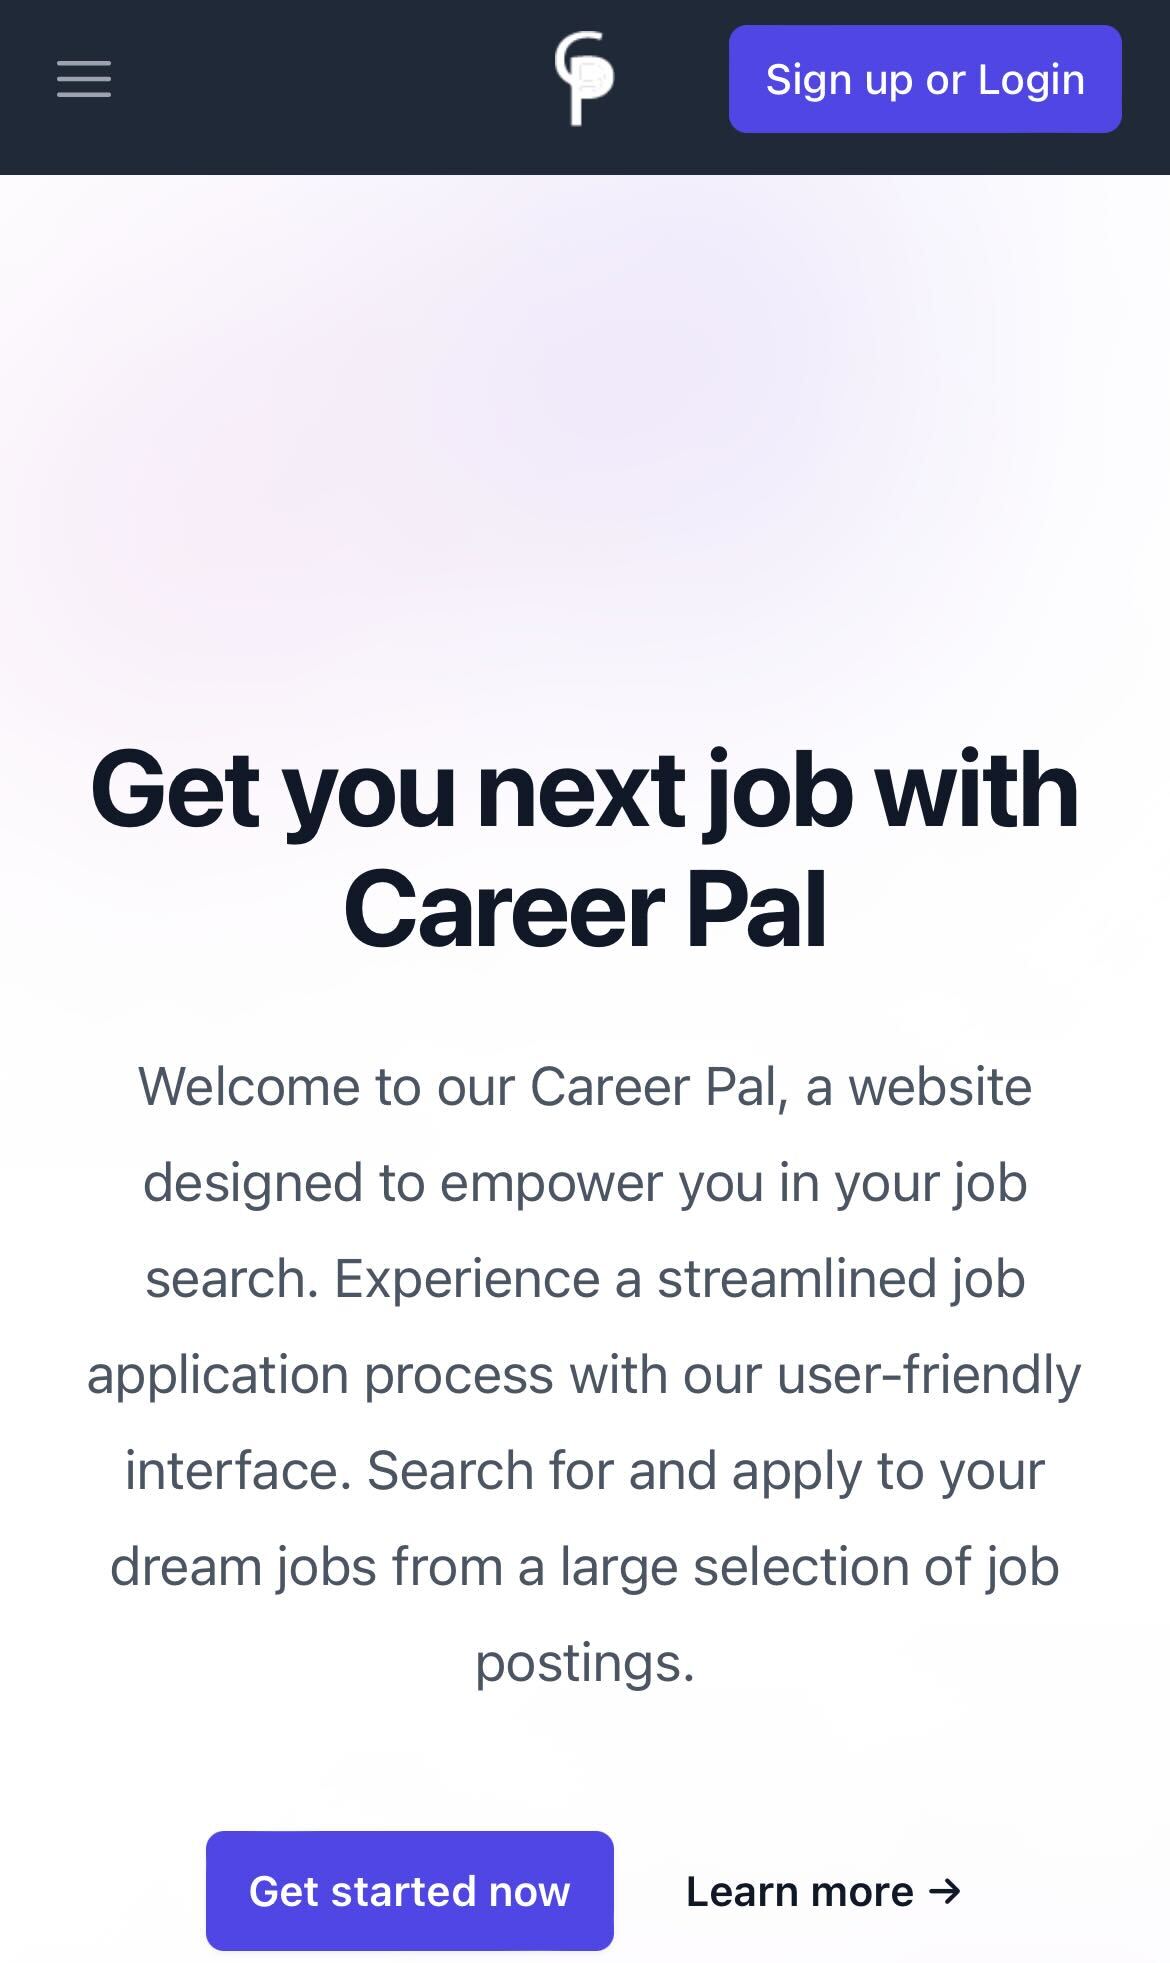 Sign up or Login
Get you next job with
Career Pal
Welcome to our Career Pal, a website
designed to empower you in your job
search. Experience a streamlined job
application process with our user-friendly
interface. Search for and apply to your
dream jobs from a large selection of job
postings.
Get started now
Learn more →